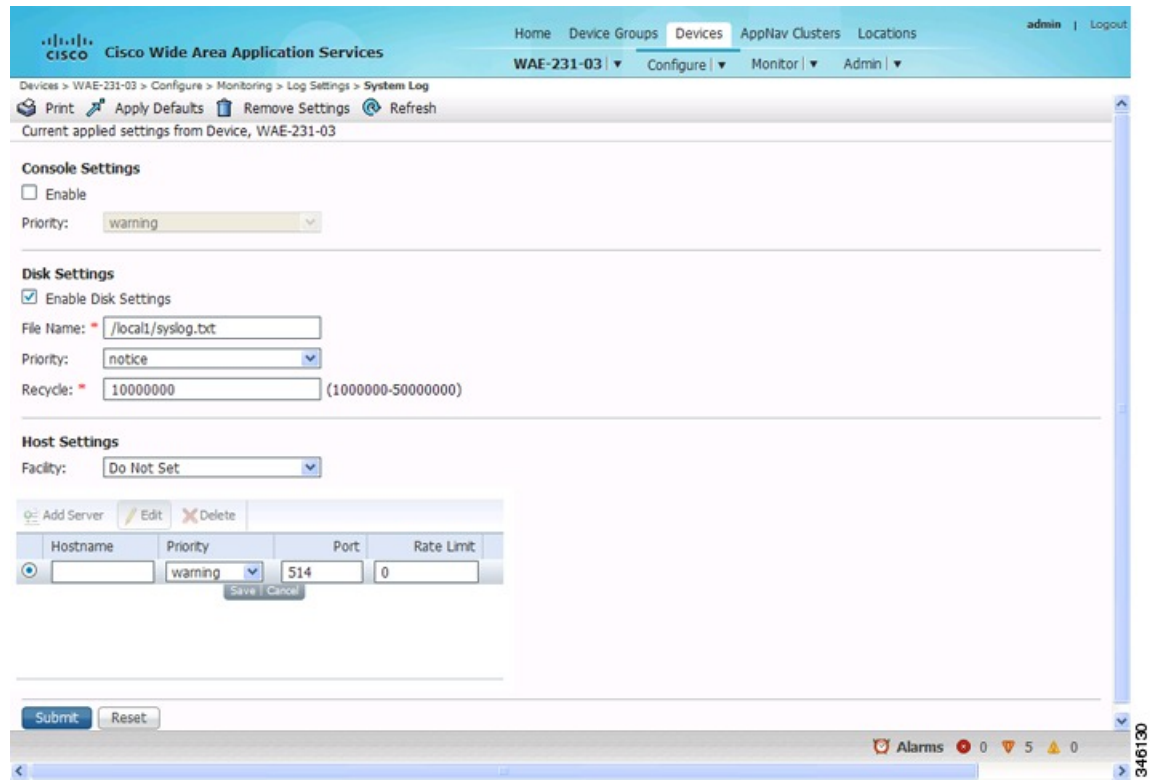 Home Device Groups Devices AppNav Clusters Locations
admin | Logout
CISCO Cisco Wide Area Application Services
WAE-231-03 Configure Monitor Admin
Devices > WAE-231-03 > Configure > Monitoring > Log Settings > System Log
Print Apply Defaults Remove Settings Refresh
Current applied settings from Device, WAE-231-03
Console Settings
Enable
Priority: warning
Disk Settings
Enable Disk Settings
File Name: * /local1/syslog.txt
Priority: notice
Recycle: * 10000000 (1000000-50000000)
Host Settings
Facility: Do Not Set
Add Server Edit Delete
Hostname Priority Port Rate Limit
warning 514 0
Save | Cancel
Submit Reset
Alarms 0 5 0
346130